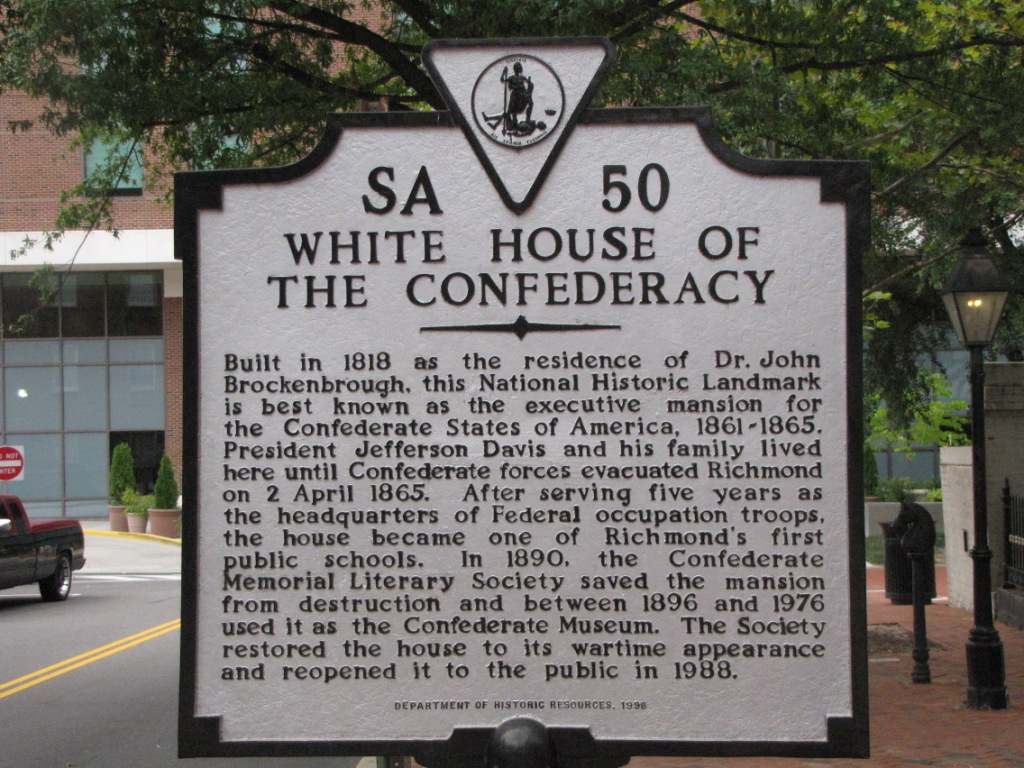 SA 50
WHITE HOUSE OF
THE CONFEDERACY
Built in 1818 as the residence of Dr. John
Brockenbrough, this National Historic Landmark
is best known as the executive mansion for
the Confederate States of America, 1861-1865.
President Jefferson Davis and his family lived
here until Confederate forces evacuated Richmond
on 2 April 1865. After serving five years as
the headquarters of Federal occupation troops,
the house became one of Richmond's first
public schools. In 1890, the Confederate
Memorial Literary Society saved the mansion
from destruction and between 1896 and 1976
used it as the Confederate Museum. The Society
restored the house to its wartime appearance
and reopened it to the public in 1988.
DEPARTMENT OF HISTORIC RESOURCES, 1998
NOT